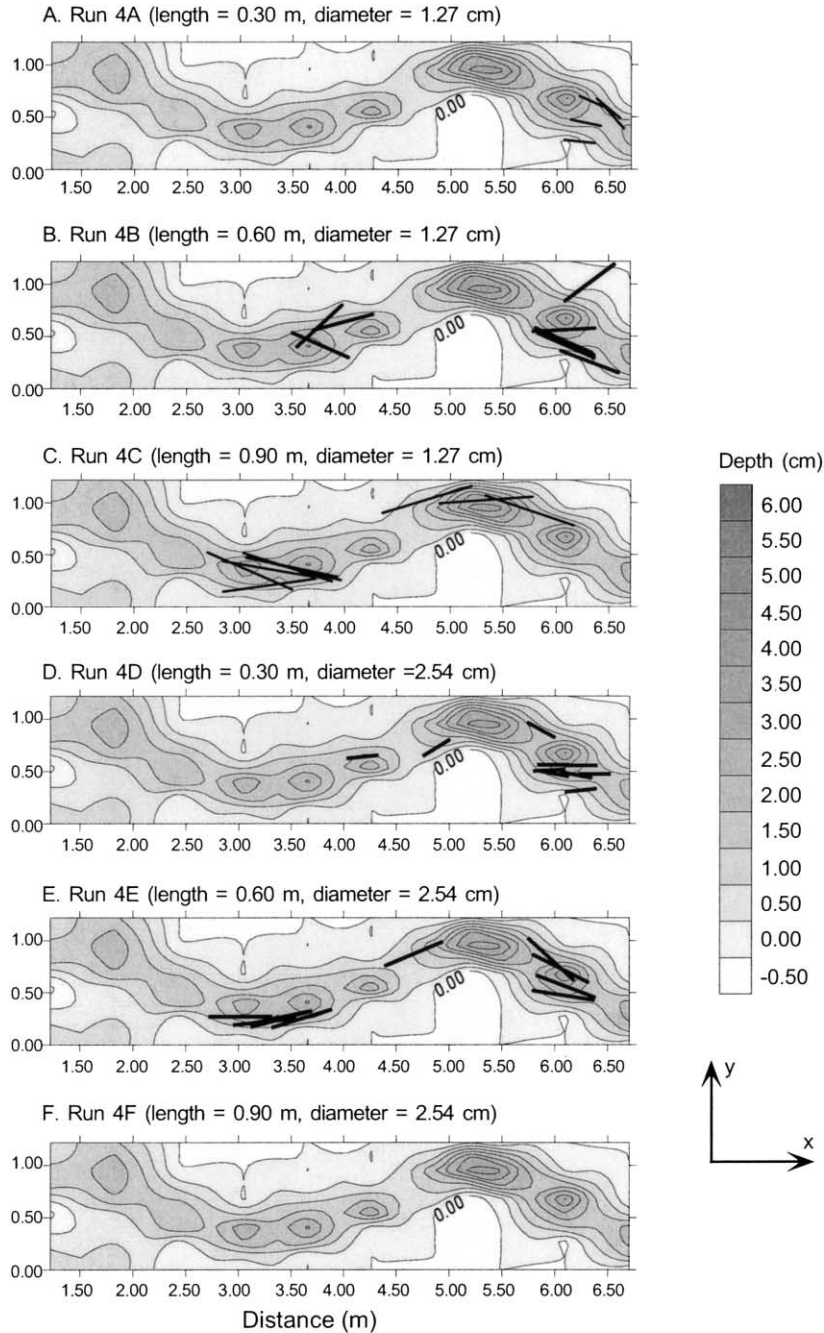 A. Run 4A (length = 0.30 m, diameter = 1.27 cm)
1.00
0.50
0.00
0.00
1.50 2.00 2.50 3.00 3.50 4.00 4.50 5.00 5.50 6.00 6.50
B. Run 4B (length = 0.60 m, diameter = 1.27 cm)
1.00
0.50
0.00
0.00
1.50 2.00 2.50 3.00 3.50 4.00 4.50 5.00 5.50 6.00 6.50
C. Run 4C (length = 0.90 m, diameter = 1.27 cm)
1.00
0.50
0.00
0.00
1.50 2.00 2.50 3.00 3.50 4.00 4.50 5.00 5.50 6.00 6.50
D. Run 4D (length = 0.30 m, diameter =2.54 cm)
1.00
0.50
0.00
0.00
1.50 2.00 2.50 3.00 3.50 4.00 4.50 5.00 5.50 6.00 6.50
E. Run 4E (length = 0.60 m, diameter = 2.54 cm)
1.00
0.50
0.00
0.00
1.50 2.00 2.50 3.00 3.50 4.00 4.50 5.00 5.50 6.00 6.50
F. Run 4F (length = 0.90 m, diameter = 2.54 cm)
1.00
0.50
0.00
0.00
1.50 2.00 2.50 3.00 3.50 4.00 4.50 5.00 5.50 6.00 6.50
Distance (m)
Depth (cm)
6.00
5.50
5.00
4.50
4.00
3.50
3.00
2.50
2.00
1.50
1.00
0.50
0.00
-0.50
y
x